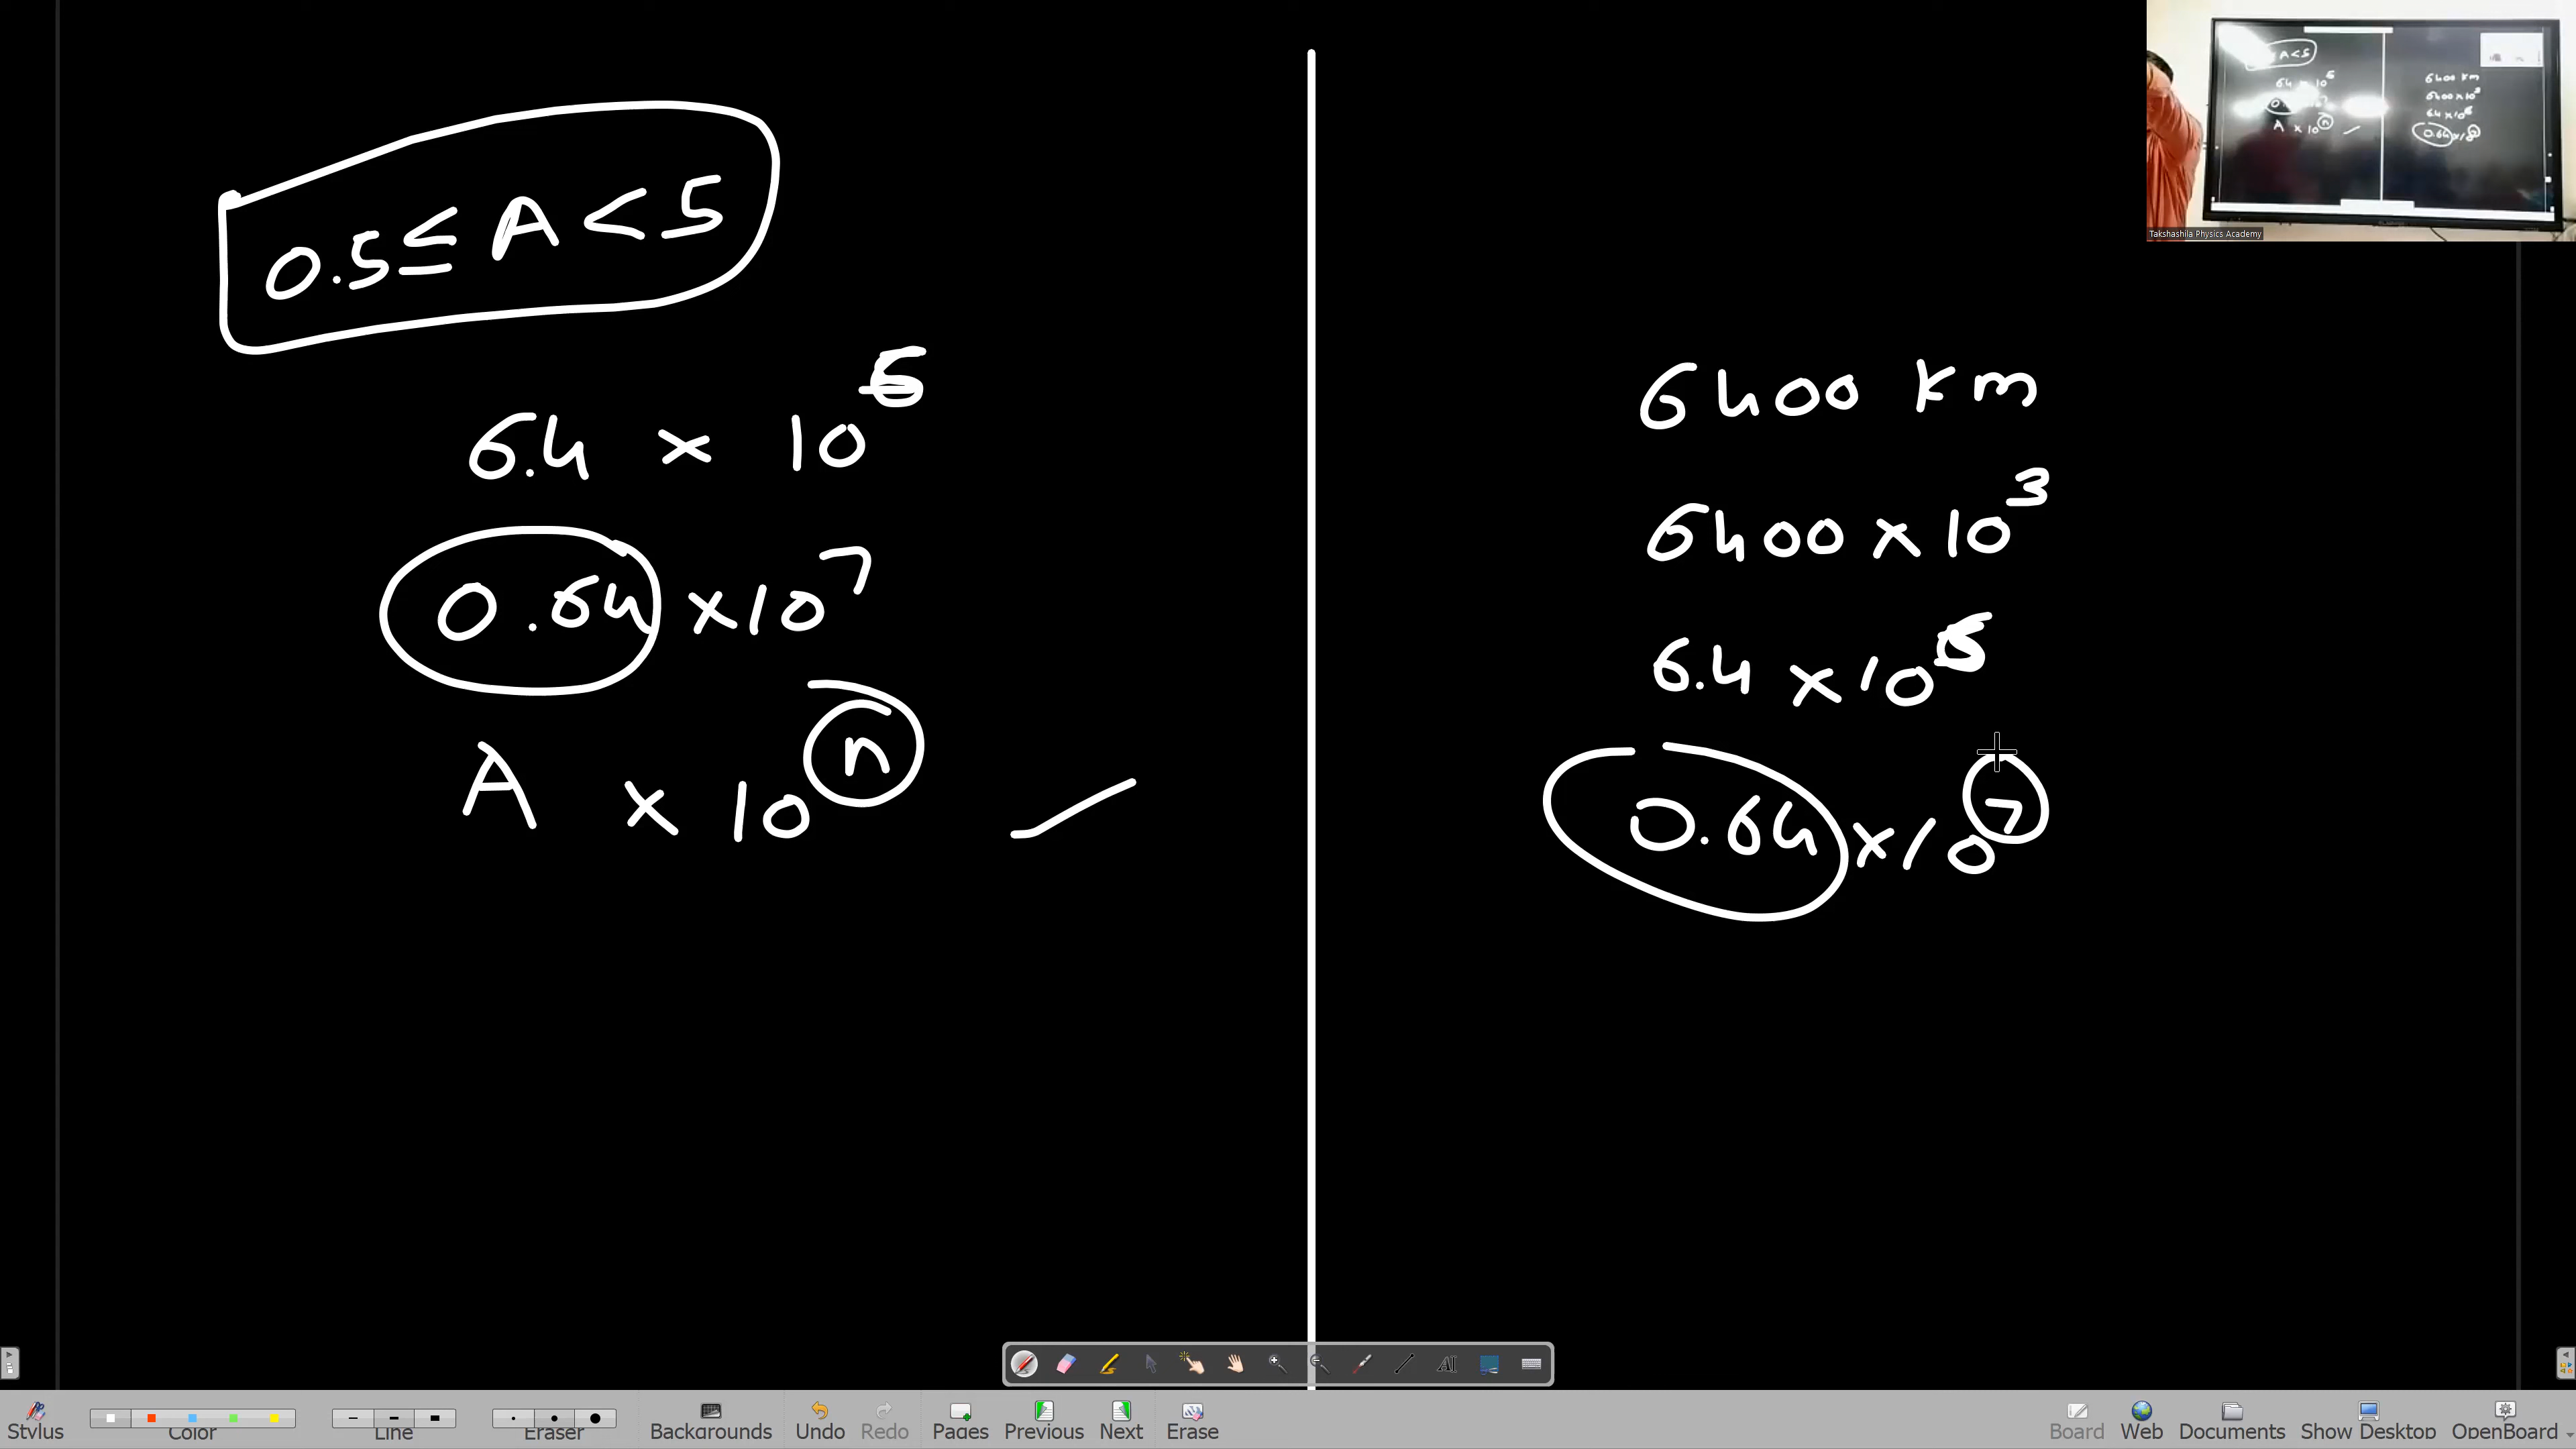 0.5 ≤ A < 5
6.4 × 10⁶
0.64 × 10⁷
A × 10ⁿ
6400 km
6400 × 10³
6.4 × 10⁶
0.64 × 10⁷
Takshashila Physics Academy
Stylus Color Line Eraser Backgrounds Undo Redo Pages Previous Next Erase Board Web Documents Show Desktop OpenBoard